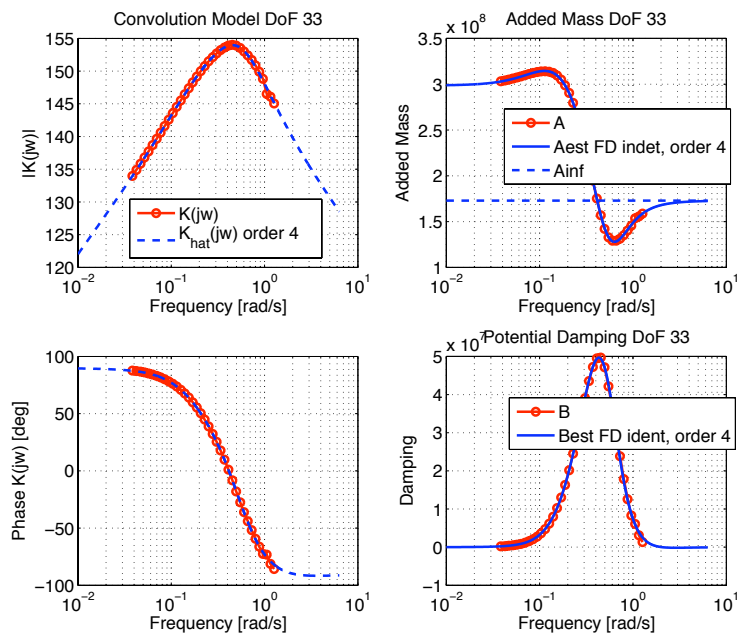 Convolution Model DoF 33
155
150
145
140
135
130
125
120
|K(jw)|
K(jw)
K_hat(jw) order 4
10^-2
10^-1
10^0
10^1
Frequency [rad/s]
Added Mass DoF 33
x 10^8
3.5
3
2.5
2
1.5
1
Added Mass
A
Aest FD indet, order 4
Ainf
10^-2
10^-1
10^0
10^1
Frequency [rad/s]
100
50
0
−50
−100
Phase K(jw) [deg]
10^-2
10^-1
10^0
10^1
Frequency [rad/s]
Potential Damping DoF 33
x 10^7
5
4
3
2
1
0
−1
Damping
B
Best FD ident, order 4
10^-2
10^-1
10^0
10^1
Frequency [rad/s]